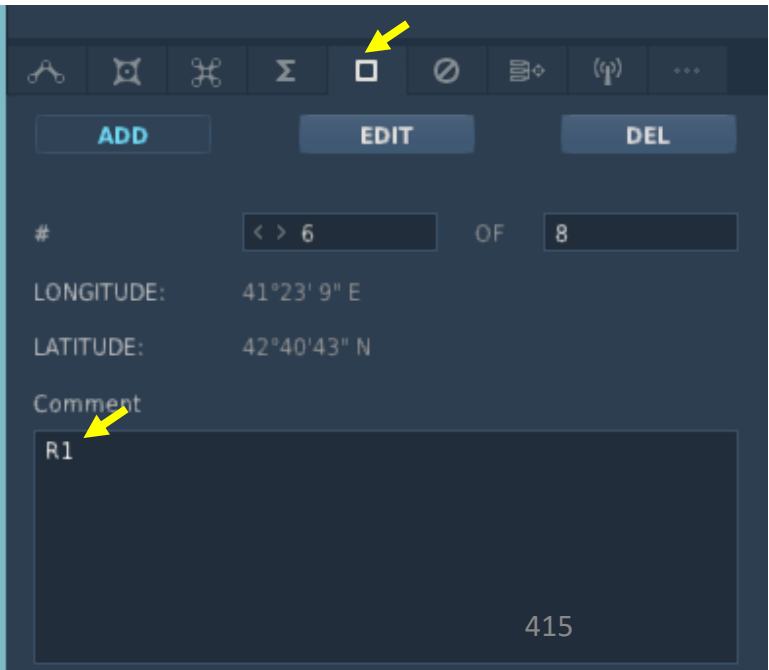 Σ
ADD EDIT DEL
# < > 6 OF 8
LONGITUDE: 41°23' 9" E
LATITUDE: 42°40'43" N
Comment
R1
415